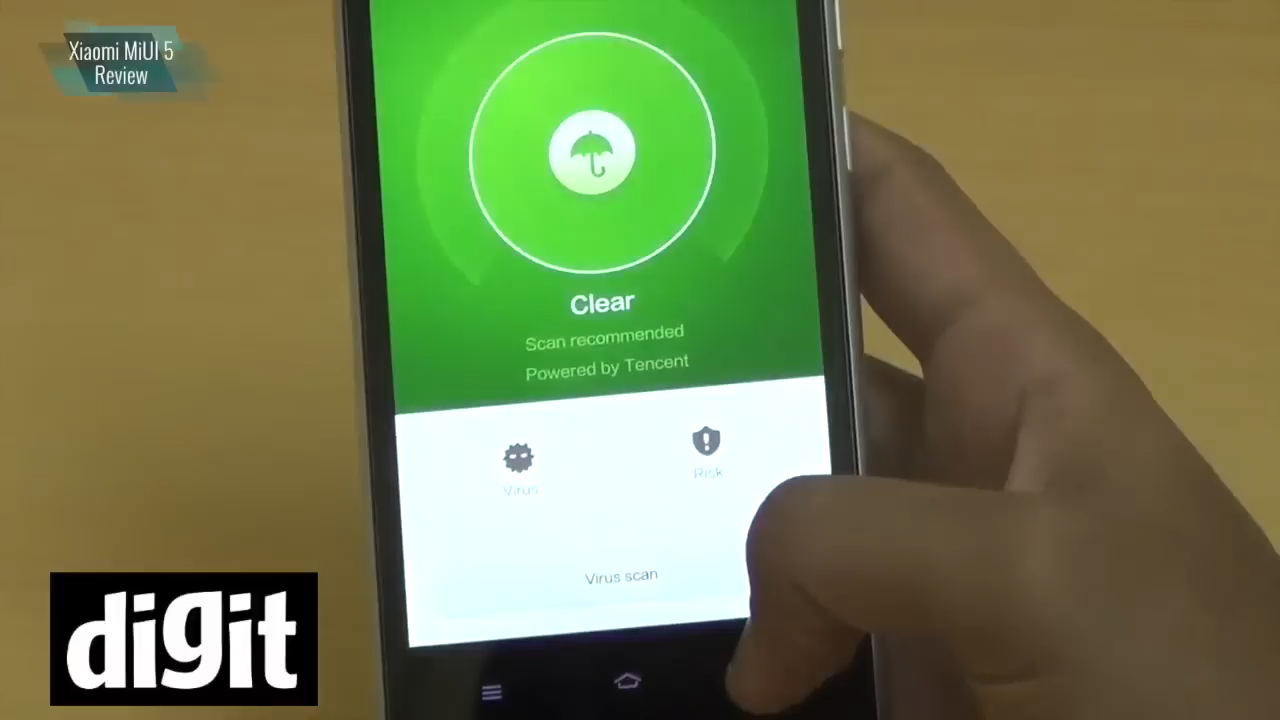 Xiaomi MiUI 5
Review
Clear
Scan recommended
Powered by Tencent
Virus
Risk
Virus scan
digit